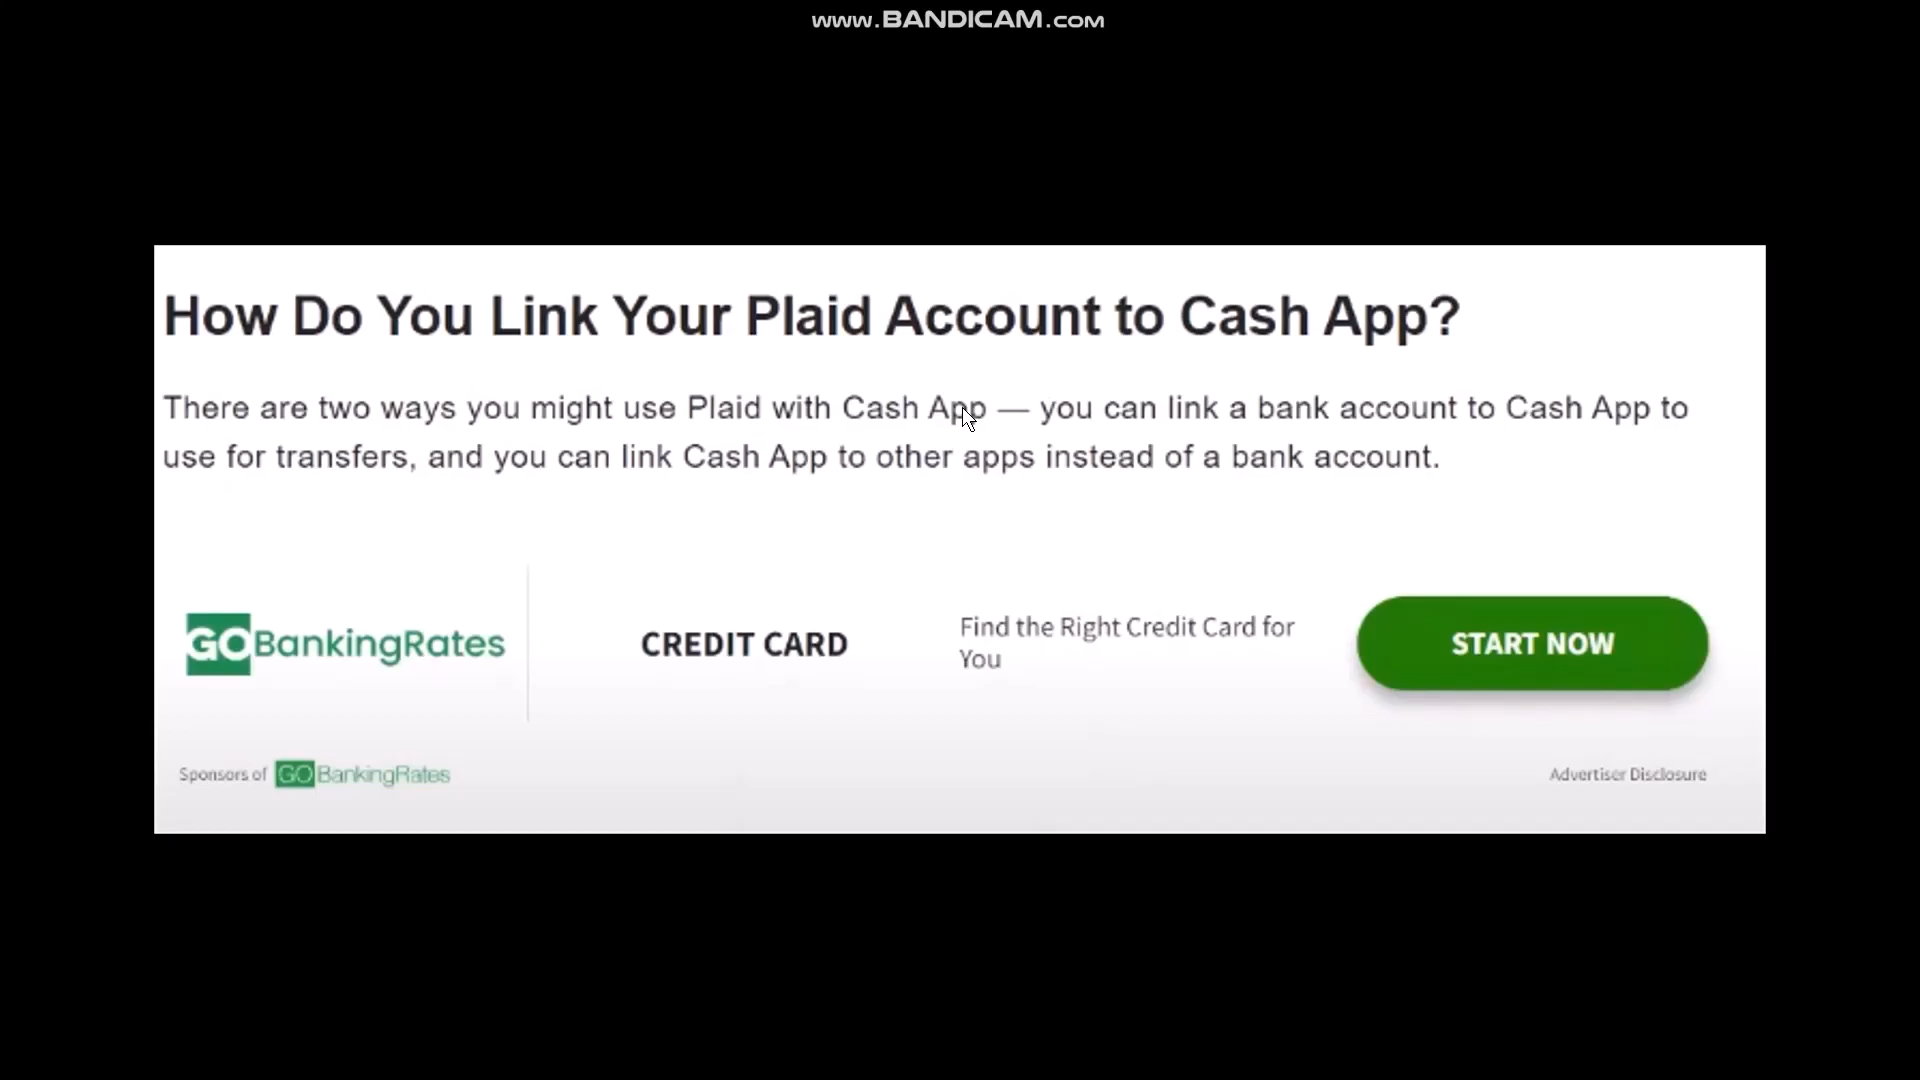 www.BANDICAM.com
How Do You Link Your Plaid Account to Cash App?
There are two ways you might use Plaid with Cash App — you can link a bank account to Cash App to
use for transfers, and you can link Cash App to other apps instead of a bank account.
GOBankingRates
CREDIT CARD
Find the Right Credit Card for
You
START NOW
Sponsors of GOBankingRates
Advertiser Disclosure